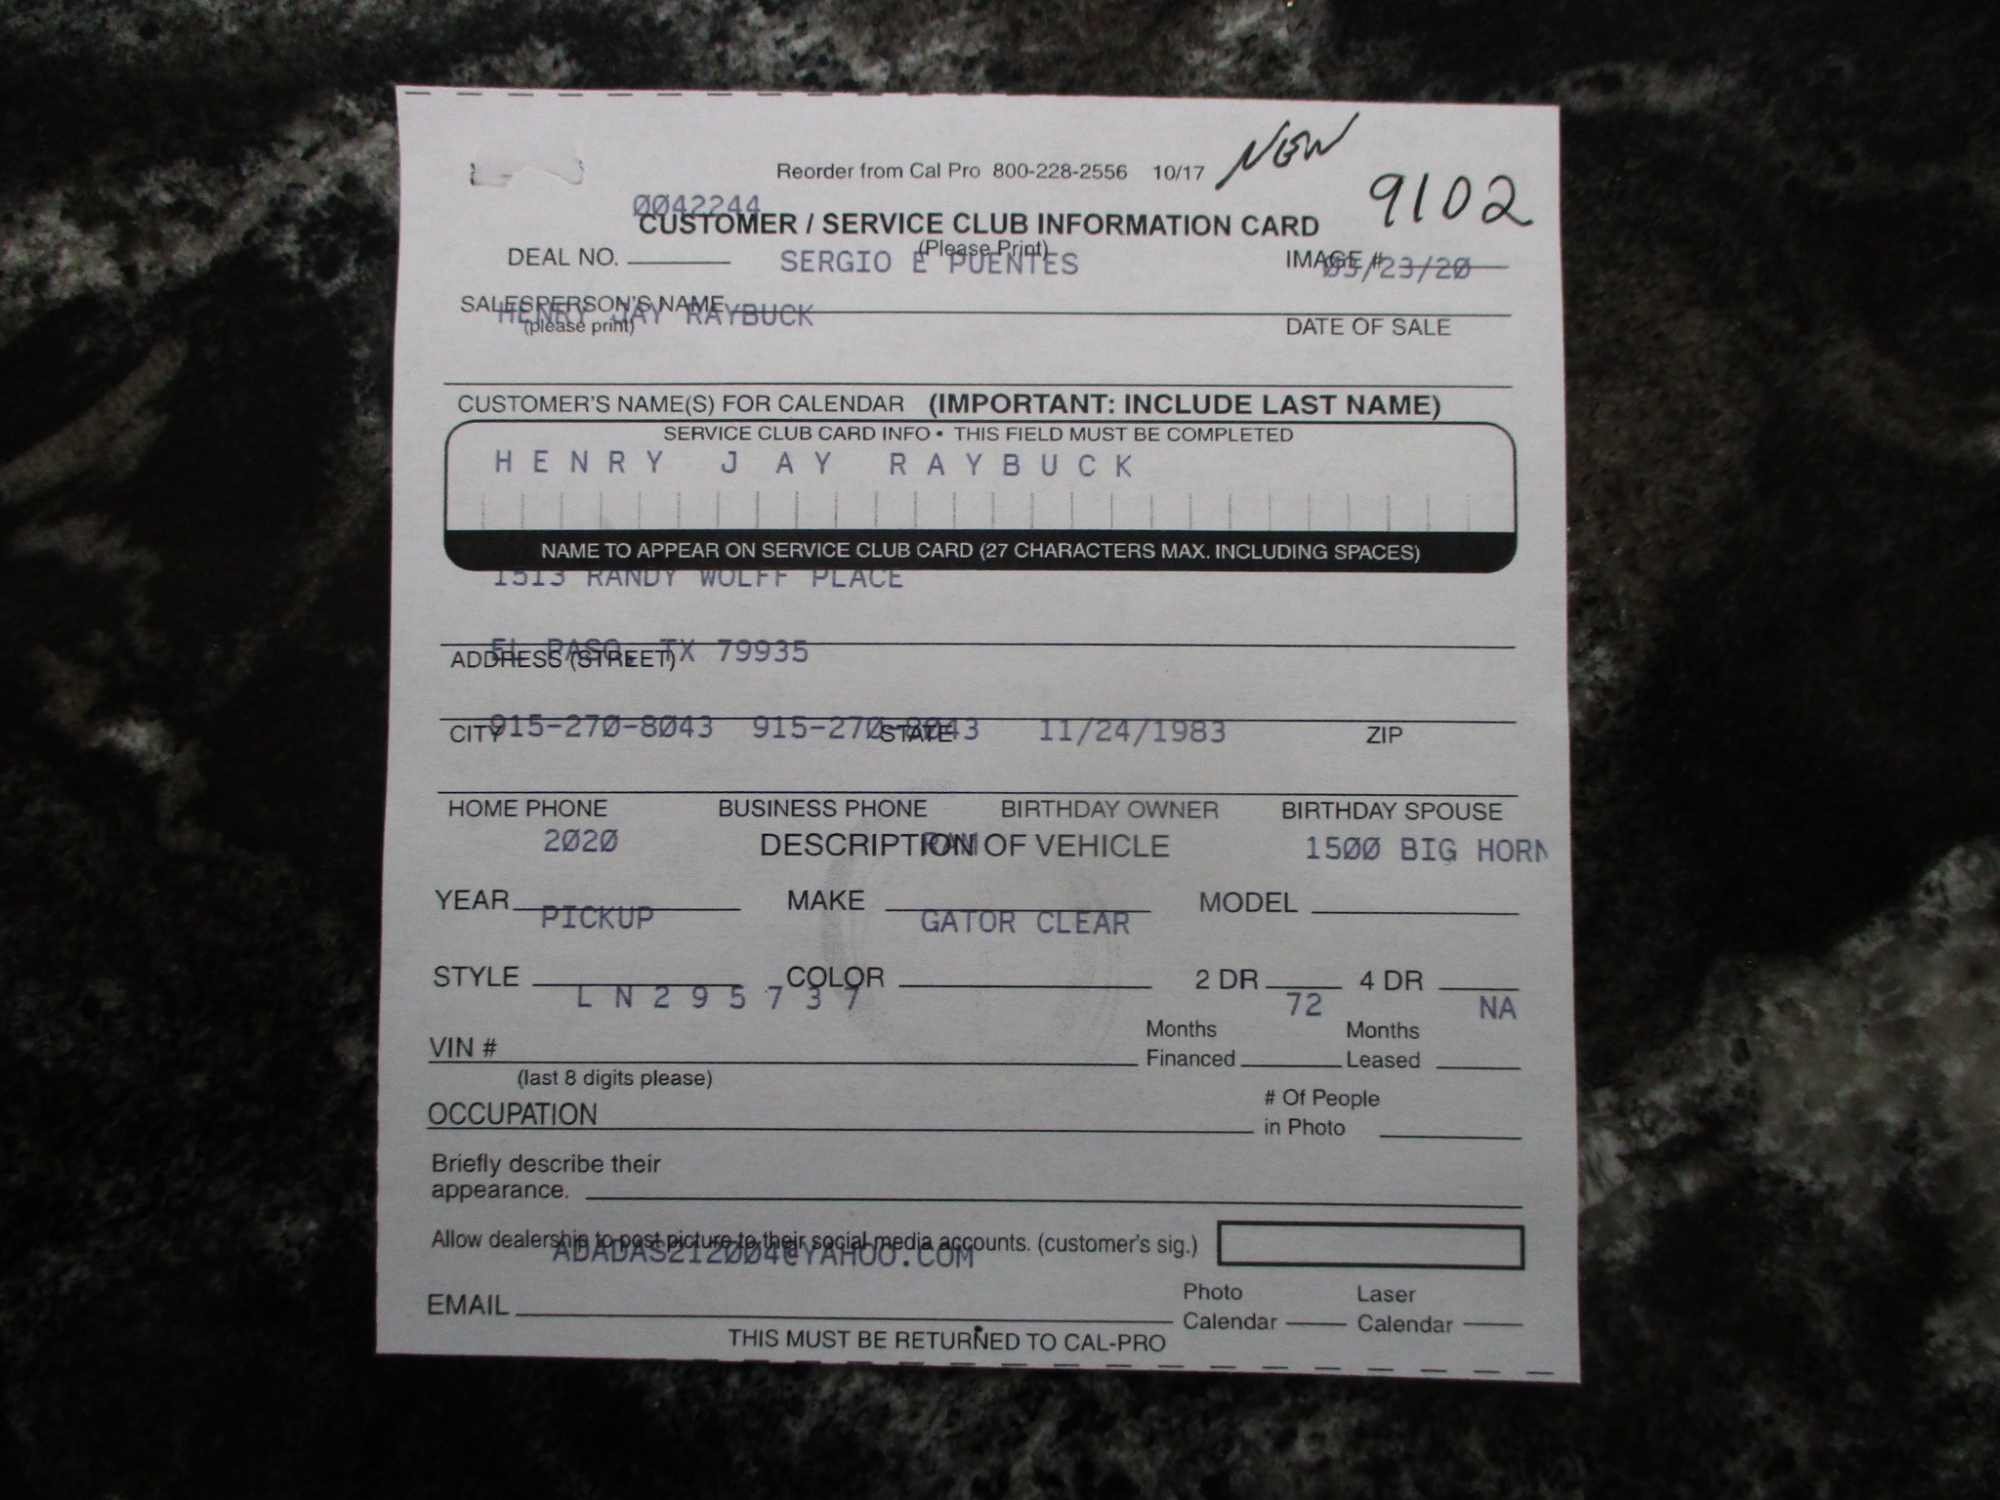 Reorder from Cal Pro 800-228-2556 10/17 NEW
0042244 9102
CUSTOMER / SERVICE CLUB INFORMATION CARD
(Please Print)
DEAL NO. SERGIO E PUENTES IMAGE # 05/23/20
SALESPERSON'S NAME
HENRY JAY RAYBUCK
(please print) DATE OF SALE
CUSTOMER'S NAME(S) FOR CALENDAR (IMPORTANT: INCLUDE LAST NAME)
SERVICE CLUB CARD INFO • THIS FIELD MUST BE COMPLETED
HENRY JAY RAYBUCK
NAME TO APPEAR ON SERVICE CLUB CARD (27 CHARACTERS MAX. INCLUDING SPACES)
1513 RANDY WOLFF PLACE
EL PASO, TX 79935
ADDRESS (STREET)
915-270-8043 915-270-8043 11/24/1983
CITY STATE ZIP
HOME PHONE BUSINESS PHONE BIRTHDAY OWNER BIRTHDAY SPOUSE
2020 RAM 1500 BIG HORN
DESCRIPTION OF VEHICLE
YEAR MAKE MODEL
PICKUP GATOR CLEAR
STYLE COLOR 2 DR 4 DR
LN295737 72 NA
VIN # Months Financed Months Leased
(last 8 digits please)
OCCUPATION # Of People in Photo
Briefly describe their
appearance.
Allow dealership to post picture to their social media accounts. (customer's sig.)
ADADAS212004@YAHOO.COM
EMAIL Photo Calendar Laser Calendar
THIS MUST BE RETURNED TO CAL-PRO